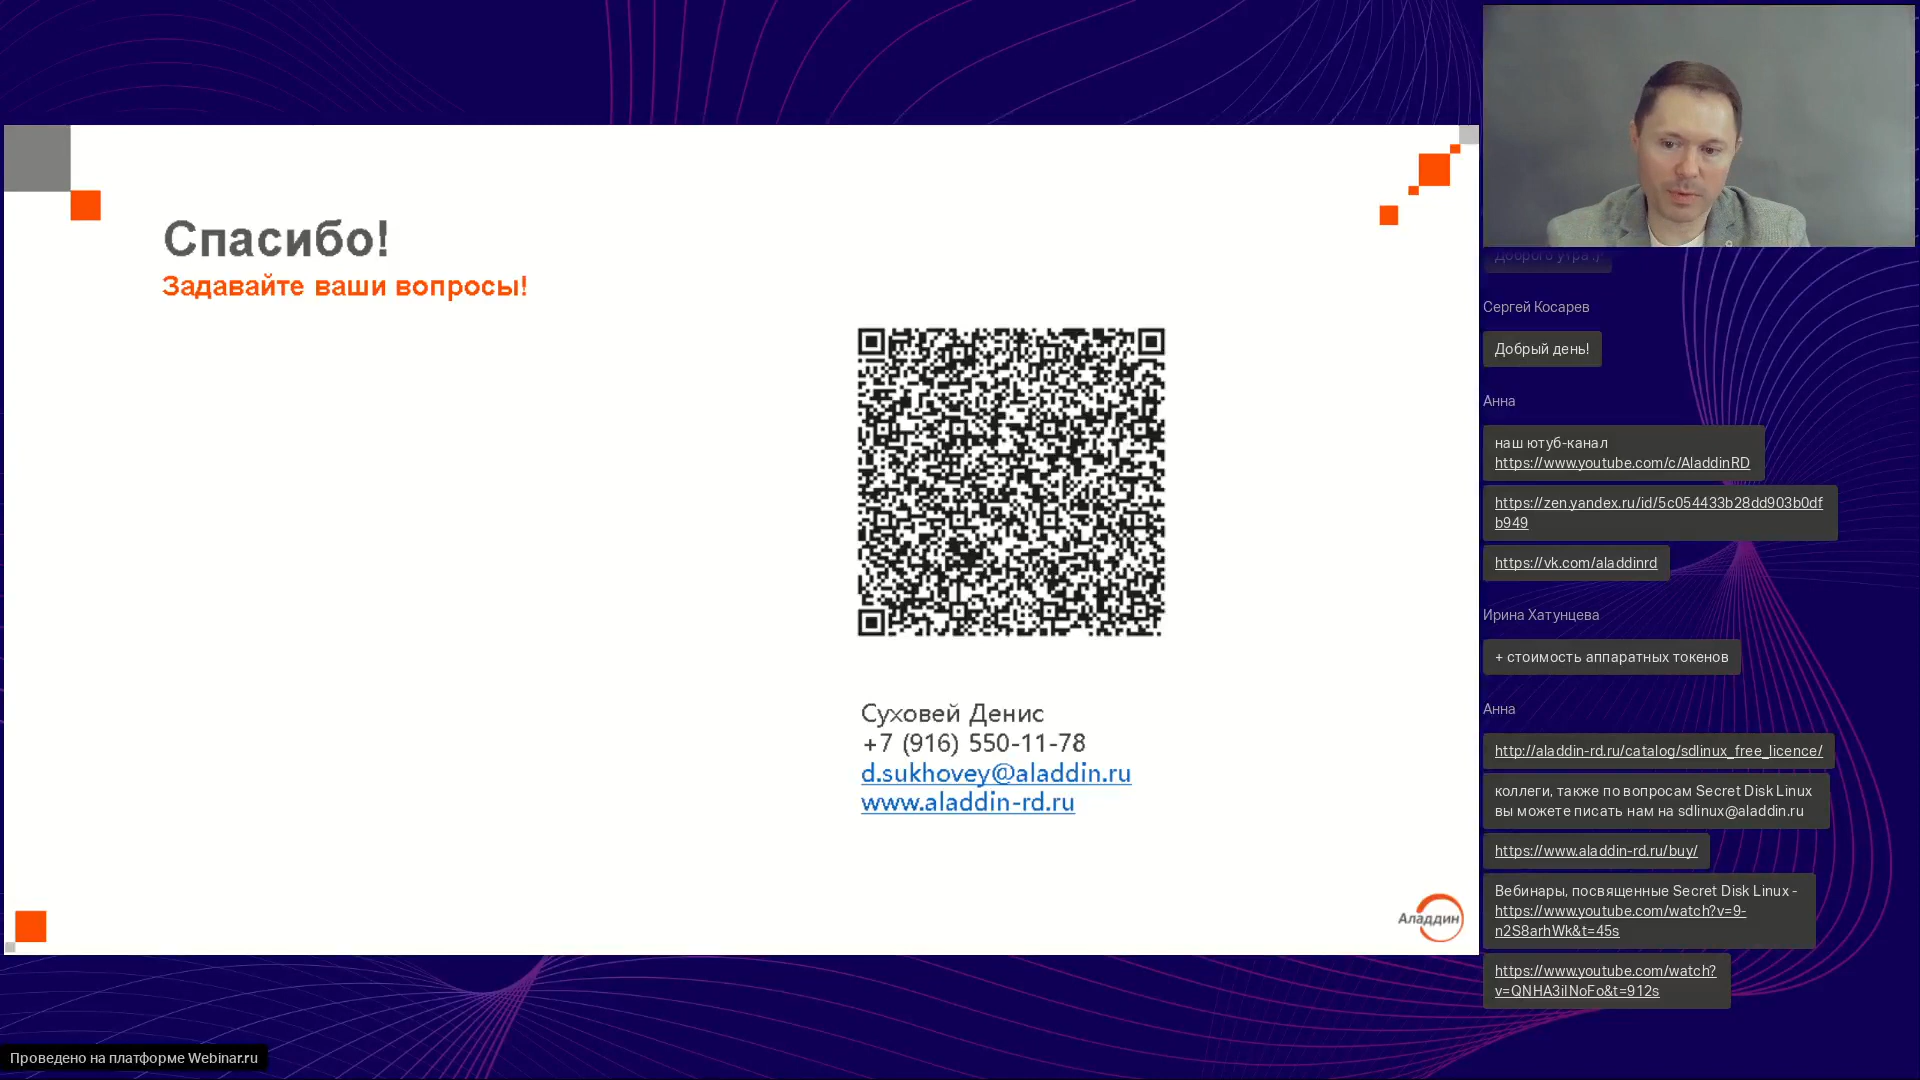 Спасибо!
Задавайте ваши вопросы!
Суховей Денис
+7 (916) 550-11-78
d.sukhovey@aladdin.ru
www.aladdin-rd.ru
Аладдин
Доброго утра :)
Сергей Косарев
Добрый день!
Анна
наш ютуб-канал
https://www.youtube.com/c/AladdinRD
https://zen.yandex.ru/id/5c054433b28dd903b0df
b949
https://vk.com/aladdinrd
Ирина Хатунцева
+ стоимость аппаратных токенов
Анна
http://aladdin-rd.ru/catalog/sdlinux_free_licence/
коллеги, также по вопросам Secret Disk Linux
вы можете писать нам на sdlinux@aladdin.ru
https://www.aladdin-rd.ru/buy/
Вебинары, посвященные Secret Disk Linux -
https://www.youtube.com/watch?v=9-
n2S8arhWk&t=45s
https://www.youtube.com/watch?
v=QNHA3iINoFo&t=912s
Проведено на платформе Webinar.ru